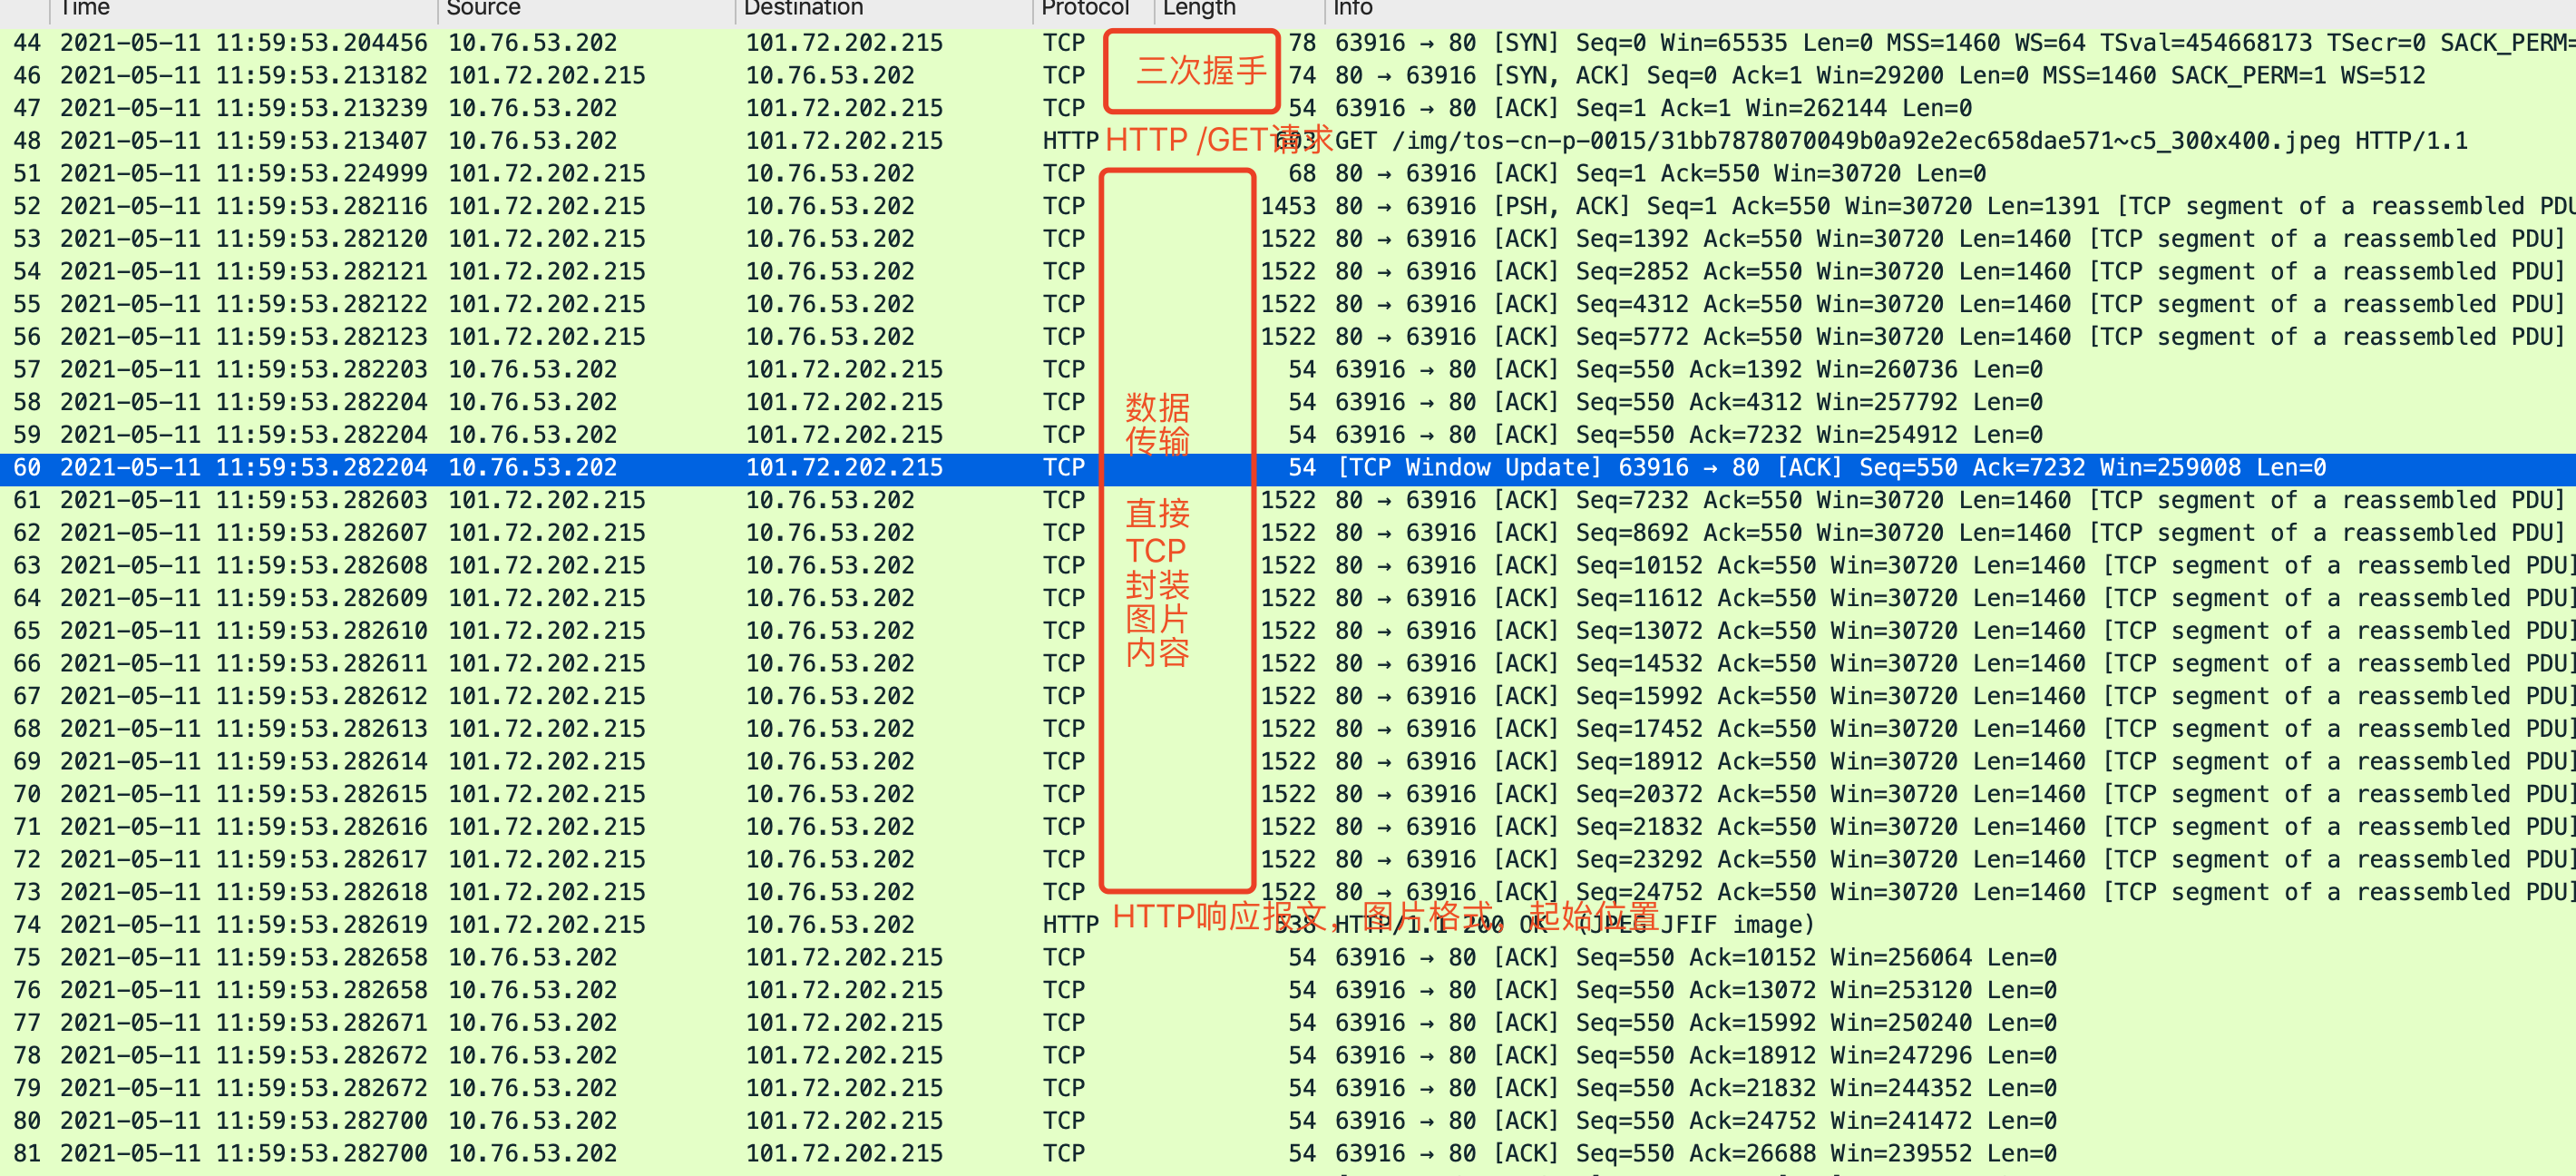 Time Source Destination Protocol Length Info
44 2021-05-11 11:59:53.204456 10.76.53.202 101.72.202.215 TCP 78 63916 → 80 [SYN] Seq=0 Win=65535 Len=0 MSS=1460 WS=64 TSval=454668173 TSecr=0 SACK_PERM=
三次握手
46 2021-05-11 11:59:53.213182 101.72.202.215 10.76.53.202 TCP 74 80 → 63916 [SYN, ACK] Seq=0 Ack=1 Win=29200 Len=0 MSS=1460 SACK_PERM=1 WS=512
47 2021-05-11 11:59:53.213239 10.76.53.202 101.72.202.215 TCP 54 63916 → 80 [ACK] Seq=1 Ack=1 Win=262144 Len=0
HTTP /GET请求
48 2021-05-11 11:59:53.213407 10.76.53.202 101.72.202.215 HTTP 603 GET /img/tos-cn-p-0015/31bb7878070049b0a92e2ec658dae571~c5_300x400.jpeg HTTP/1.1
51 2021-05-11 11:59:53.224999 101.72.202.215 10.76.53.202 TCP 68 80 → 63916 [ACK] Seq=1 Ack=550 Win=30720 Len=0
52 2021-05-11 11:59:53.282116 101.72.202.215 10.76.53.202 TCP 1453 80 → 63916 [PSH, ACK] Seq=1 Ack=550 Win=30720 Len=1391 [TCP segment of a reassembled PDU
53 2021-05-11 11:59:53.282120 101.72.202.215 10.76.53.202 TCP 1522 80 → 63916 [ACK] Seq=1392 Ack=550 Win=30720 Len=1460 [TCP segment of a reassembled PDU]
54 2021-05-11 11:59:53.282121 101.72.202.215 10.76.53.202 TCP 1522 80 → 63916 [ACK] Seq=2852 Ack=550 Win=30720 Len=1460 [TCP segment of a reassembled PDU]
55 2021-05-11 11:59:53.282122 101.72.202.215 10.76.53.202 TCP 1522 80 → 63916 [ACK] Seq=4312 Ack=550 Win=30720 Len=1460 [TCP segment of a reassembled PDU]
56 2021-05-11 11:59:53.282123 101.72.202.215 10.76.53.202 TCP 1522 80 → 63916 [ACK] Seq=5772 Ack=550 Win=30720 Len=1460 [TCP segment of a reassembled PDU]
57 2021-05-11 11:59:53.282203 10.76.53.202 101.72.202.215 TCP 54 63916 → 80 [ACK] Seq=550 Ack=1392 Win=260736 Len=0
58 2021-05-11 11:59:53.282204 10.76.53.202 101.72.202.215 TCP 54 63916 → 80 [ACK] Seq=550 Ack=4312 Win=257792 Len=0
数据
59 2021-05-11 11:59:53.282204 10.76.53.202 101.72.202.215 TCP 54 63916 → 80 [ACK] Seq=550 Ack=7232 Win=254912 Len=0
传输
60 2021-05-11 11:59:53.282204 10.76.53.202 101.72.202.215 TCP 54 [TCP Window Update] 63916 → 80 [ACK] Seq=550 Ack=7232 Win=259008 Len=0
61 2021-05-11 11:59:53.282603 101.72.202.215 10.76.53.202 TCP 1522 80 → 63916 [ACK] Seq=7232 Ack=550 Win=30720 Len=1460 [TCP segment of a reassembled PDU]
直接
62 2021-05-11 11:59:53.282607 101.72.202.215 10.76.53.202 TCP 1522 80 → 63916 [ACK] Seq=8692 Ack=550 Win=30720 Len=1460 [TCP segment of a reassembled PDU]
TCP
63 2021-05-11 11:59:53.282608 101.72.202.215 10.76.53.202 TCP 1522 80 → 63916 [ACK] Seq=10152 Ack=550 Win=30720 Len=1460 [TCP segment of a reassembled PDU]
封装
64 2021-05-11 11:59:53.282609 101.72.202.215 10.76.53.202 TCP 1522 80 → 63916 [ACK] Seq=11612 Ack=550 Win=30720 Len=1460 [TCP segment of a reassembled PDU]
图片
65 2021-05-11 11:59:53.282610 101.72.202.215 10.76.53.202 TCP 1522 80 → 63916 [ACK] Seq=13072 Ack=550 Win=30720 Len=1460 [TCP segment of a reassembled PDU]
内容
66 2021-05-11 11:59:53.282611 101.72.202.215 10.76.53.202 TCP 1522 80 → 63916 [ACK] Seq=14532 Ack=550 Win=30720 Len=1460 [TCP segment of a reassembled PDU]
67 2021-05-11 11:59:53.282612 101.72.202.215 10.76.53.202 TCP 1522 80 → 63916 [ACK] Seq=15992 Ack=550 Win=30720 Len=1460 [TCP segment of a reassembled PDU]
68 2021-05-11 11:59:53.282613 101.72.202.215 10.76.53.202 TCP 1522 80 → 63916 [ACK] Seq=17452 Ack=550 Win=30720 Len=1460 [TCP segment of a reassembled PDU]
69 2021-05-11 11:59:53.282614 101.72.202.215 10.76.53.202 TCP 1522 80 → 63916 [ACK] Seq=18912 Ack=550 Win=30720 Len=1460 [TCP segment of a reassembled PDU]
70 2021-05-11 11:59:53.282615 101.72.202.215 10.76.53.202 TCP 1522 80 → 63916 [ACK] Seq=20372 Ack=550 Win=30720 Len=1460 [TCP segment of a reassembled PDU]
71 2021-05-11 11:59:53.282616 101.72.202.215 10.76.53.202 TCP 1522 80 → 63916 [ACK] Seq=21832 Ack=550 Win=30720 Len=1460 [TCP segment of a reassembled PDU]
72 2021-05-11 11:59:53.282617 101.72.202.215 10.76.53.202 TCP 1522 80 → 63916 [ACK] Seq=23292 Ack=550 Win=30720 Len=1460 [TCP segment of a reassembled PDU]
73 2021-05-11 11:59:53.282618 101.72.202.215 10.76.53.202 TCP 1522 80 → 63916 [ACK] Seq=24752 Ack=550 Win=30720 Len=1460 [TCP segment of a reassembled PDU]
HTTP响应报文，图片格式，起始位置
74 2021-05-11 11:59:53.282619 101.72.202.215 10.76.53.202 HTTP 538 HTTP/1.1 200 OK (JPEG JFIF image)
75 2021-05-11 11:59:53.282658 10.76.53.202 101.72.202.215 TCP 54 63916 → 80 [ACK] Seq=550 Ack=10152 Win=256064 Len=0
76 2021-05-11 11:59:53.282658 10.76.53.202 101.72.202.215 TCP 54 63916 → 80 [ACK] Seq=550 Ack=13072 Win=253120 Len=0
77 2021-05-11 11:59:53.282671 10.76.53.202 101.72.202.215 TCP 54 63916 → 80 [ACK] Seq=550 Ack=15992 Win=250240 Len=0
78 2021-05-11 11:59:53.282672 10.76.53.202 101.72.202.215 TCP 54 63916 → 80 [ACK] Seq=550 Ack=18912 Win=247296 Len=0
79 2021-05-11 11:59:53.282672 10.76.53.202 101.72.202.215 TCP 54 63916 → 80 [ACK] Seq=550 Ack=21832 Win=244352 Len=0
80 2021-05-11 11:59:53.282700 10.76.53.202 101.72.202.215 TCP 54 63916 → 80 [ACK] Seq=550 Ack=24752 Win=241472 Len=0
81 2021-05-11 11:59:53.282700 10.76.53.202 101.72.202.215 TCP 54 63916 → 80 [ACK] Seq=550 Ack=26688 Win=239552 Len=0